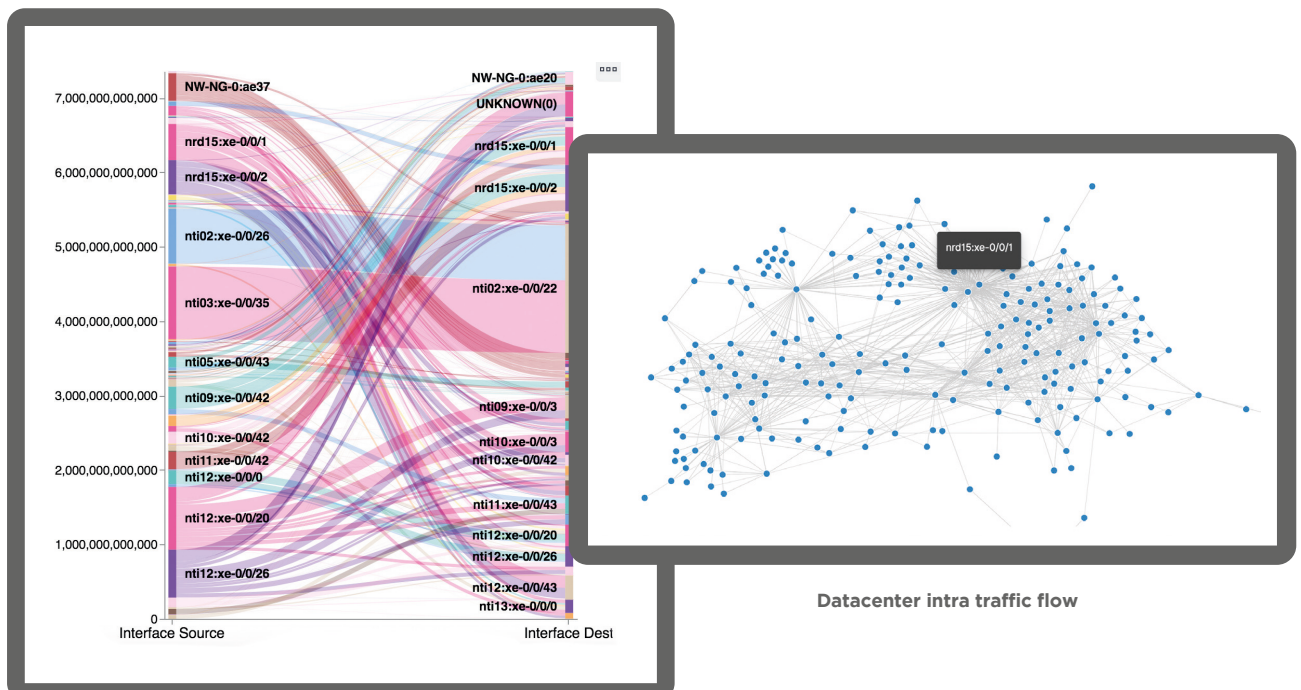 7,000,000,000,000
6,000,000,000,000
5,000,000,000,000
4,000,000,000,000
3,000,000,000,000
2,000,000,000,000
1,000,000,000,000
0
NW-NG-0:ae37
nrd15:xe-0/0/1
nrd15:xe-0/0/2
nti02:xe-0/0/26
nti03:xe-0/0/35
nti05:xe-0/0/43
nti09:xe-0/0/42
nti10:xe-0/0/42
nti11:xe-0/0/42
nti12:xe-0/0/0
nti12:xe-0/0/20
nti12:xe-0/0/26
Interface Source
NW-NG-0:ae20
UNKNOWN(0)
nrd15:xe-0/0/1
nrd15:xe-0/0/2
nti02:xe-0/0/22
nti09:xe-0/0/3
nti10:xe-0/0/3
nti10:xe-0/0/42
nti11:xe-0/0/43
nti12:xe-0/0/20
nti12:xe-0/0/26
nti12:xe-0/0/43
nti13:xe-0/0/0
Interface Dest
nrd15:xe-0/0/1
Datacenter intra traffic flow